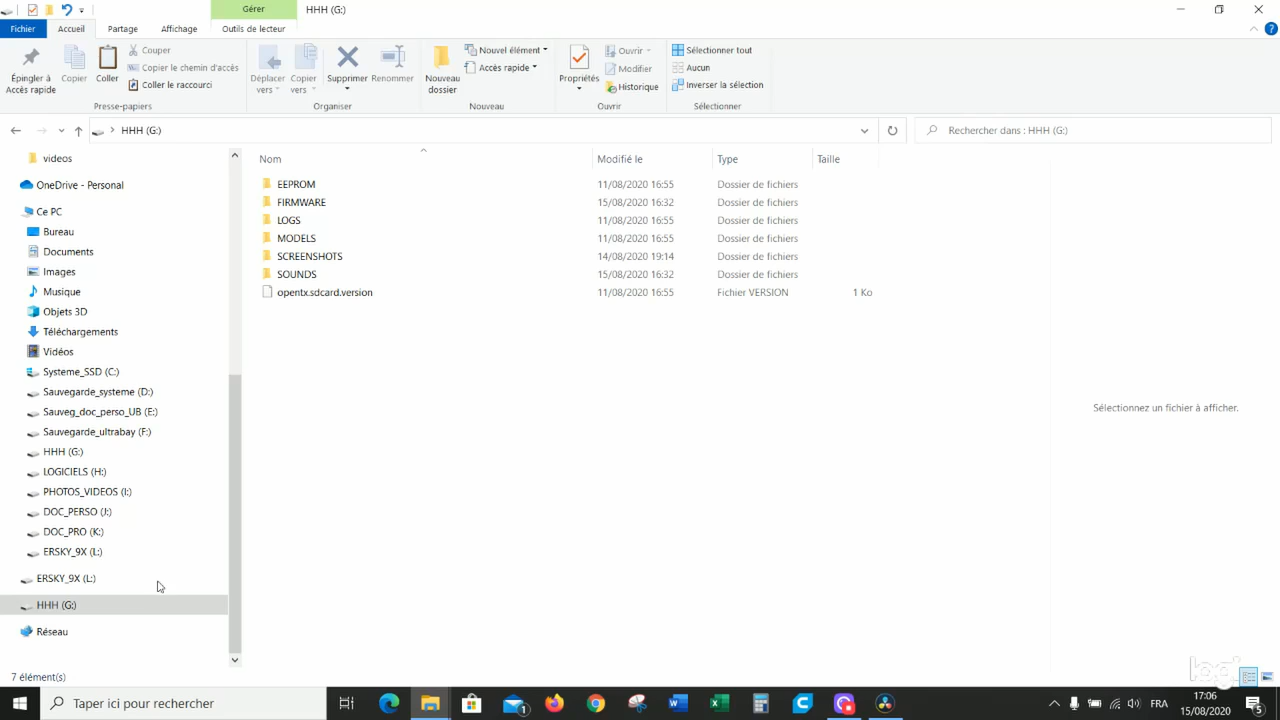 Gérer
HHH (G:)
Fichier
Accueil
Partage
Affichage
Outils de lecteur
Épingler à Accès rapide
Copier
Coller
Couper
Copier le chemin d'accès
Coller le raccourci
Presse-papiers
Déplacer vers
Copier vers
Supprimer
Renommer
Organiser
Nouveau dossier
Nouvel élément
Accès rapide
Nouveau
Propriétés
Ouvrir
Modifier
Historique
Ouvrir
Sélectionner tout
Aucun
Inverser la sélection
Sélectionner
HHH (G:)
Rechercher dans : HHH (G:)
videos
OneDrive - Personal
Ce PC
Bureau
Documents
Images
Musique
Objets 3D
Téléchargements
Vidéos
Systeme_SSD (C:)
Sauvegarde_systeme (D:)
Sauveg_doc_perso_UB (E:)
Sauvegarde_ultrabay (F:)
HHH (G:)
LOGICIELS (H:)
PHOTOS_VIDEOS (I:)
DOC_PERSO (J:)
DOC_PRO (K:)
ERSKY_9X (L:)
ERSKY_9X (L:)
HHH (G:)
Réseau
Nom Modifié le Type Taille
EEPROM 11/08/2020 16:55 Dossier de fichiers
FIRMWARE 15/08/2020 16:32 Dossier de fichiers
LOGS 11/08/2020 16:55 Dossier de fichiers
MODELS 11/08/2020 16:55 Dossier de fichiers
SCREENSHOTS 14/08/2020 19:14 Dossier de fichiers
SOUNDS 15/08/2020 16:32 Dossier de fichiers
opentx.sdcard.version 11/08/2020 16:55 Fichier VERSION 1 Ko
Sélectionnez un fichier à afficher.
7 élément(s)
Taper ici pour rechercher
1
FRA
17:06
15/08/2020
5